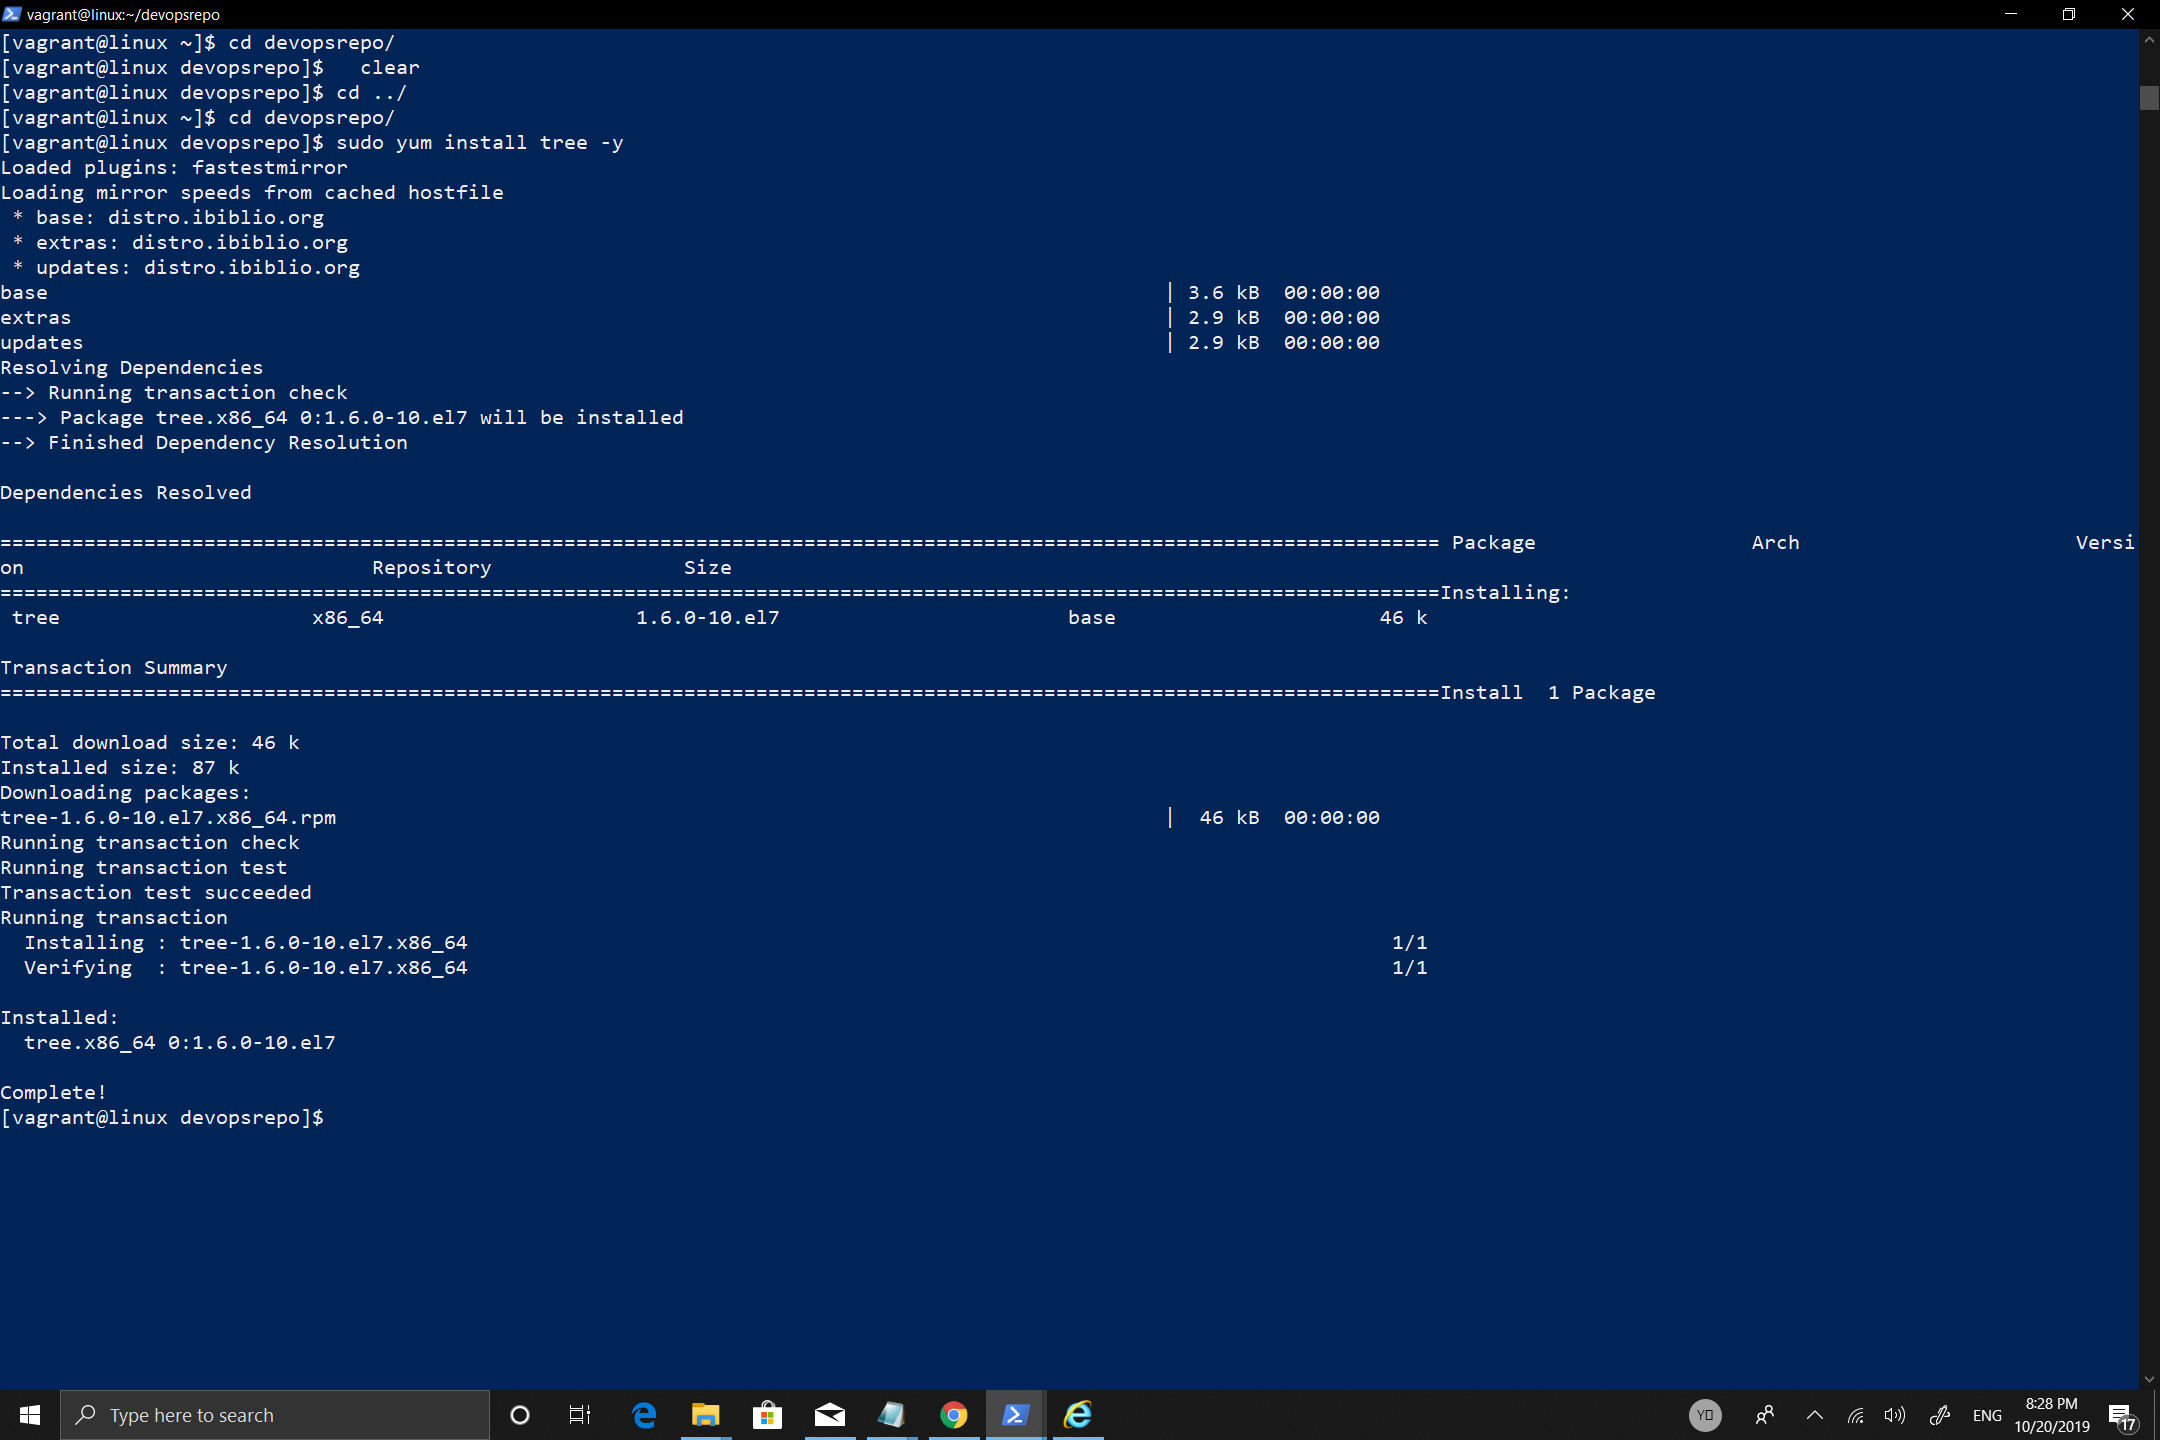 vagrant@linux:~/devopsrepo
[vagrant@linux ~]$ cd devopsrepo/
[vagrant@linux devopsrepo]$   clear
[vagrant@linux devopsrepo]$ cd ../
[vagrant@linux ~]$ cd devopsrepo/
[vagrant@linux devopsrepo]$ sudo yum install tree -y
Loaded plugins: fastestmirror
Loading mirror speeds from cached hostfile
 * base: distro.ibiblio.org
 * extras: distro.ibiblio.org
 * updates: distro.ibiblio.org
base | 3.6 kB  00:00:00
extras | 2.9 kB  00:00:00
updates | 2.9 kB  00:00:00
Resolving Dependencies
--> Running transaction check
---> Package tree.x86_64 0:1.6.0-10.el7 will be installed
--> Finished Dependency Resolution
Dependencies Resolved
======================================================================================================================== Package Arch Versi
on Repository Size
========================================================================================================================Installing:
 tree x86_64 1.6.0-10.el7 base 46 k
Transaction Summary
========================================================================================================================Install  1 Package
Total download size: 46 k
Installed size: 87 k
Downloading packages:
tree-1.6.0-10.el7.x86_64.rpm |  46 kB  00:00:00
Running transaction check
Running transaction test
Transaction test succeeded
Running transaction
  Installing : tree-1.6.0-10.el7.x86_64 1/1
  Verifying  : tree-1.6.0-10.el7.x86_64 1/1
Installed:
  tree.x86_64 0:1.6.0-10.el7
Complete!
[vagrant@linux devopsrepo]$
Type here to search
ENG
8:28 PM
10/20/2019
17